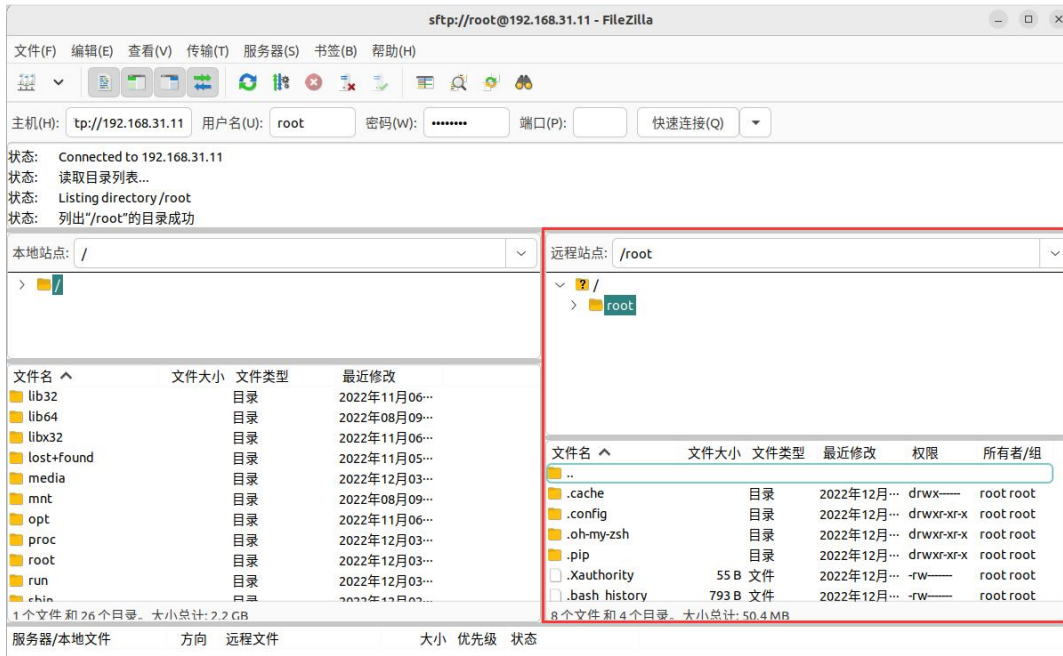 sftp://root@192.168.31.11 - FileZilla
文件(F) 编辑(E) 查看(V) 传输(T) 服务器(S) 书签(B) 帮助(H)
主机(H): tp://192.168.31.11 用户名(U): root 密码(W): •••••••• 端口(P): 快速连接(Q)
状态: Connected to 192.168.31.11
状态: 读取目录列表...
状态: Listing directory /root
状态: 列出"/root"的目录成功
本地站点: /
/
文件名 文件大小 文件类型 最近修改
lib32 目录 2022年11月06…
lib64 目录 2022年08月09…
libx32 目录 2022年11月06…
lost+found 目录 2022年11月05…
media 目录 2022年12月03…
mnt 目录 2022年08月09…
opt 目录 2022年11月06…
proc 目录 2022年12月03…
root 目录 2022年12月03…
run 目录 2022年12月03…
sbin 目录 2022年12月02…
1个文件 和 26个目录。大小总计: 2.2 GB
远程站点: /root
/
root
文件名 文件大小 文件类型 最近修改 权限 所有者/组
..
.cache 目录 2022年12月… drwx------ root root
.config 目录 2022年12月… drwxr-xr-x root root
.oh-my-zsh 目录 2022年12月… drwxr-xr-x root root
.pip 目录 2022年12月… drwxr-xr-x root root
.Xauthority 55 B 文件 2022年12月… -rw------- root root
.bash_history 793 B 文件 2022年12月… -rw------- root root
8个文件 和 4个目录。大小总计: 50.4 MB
服务器/本地文件 方向 远程文件 大小 优先级 状态